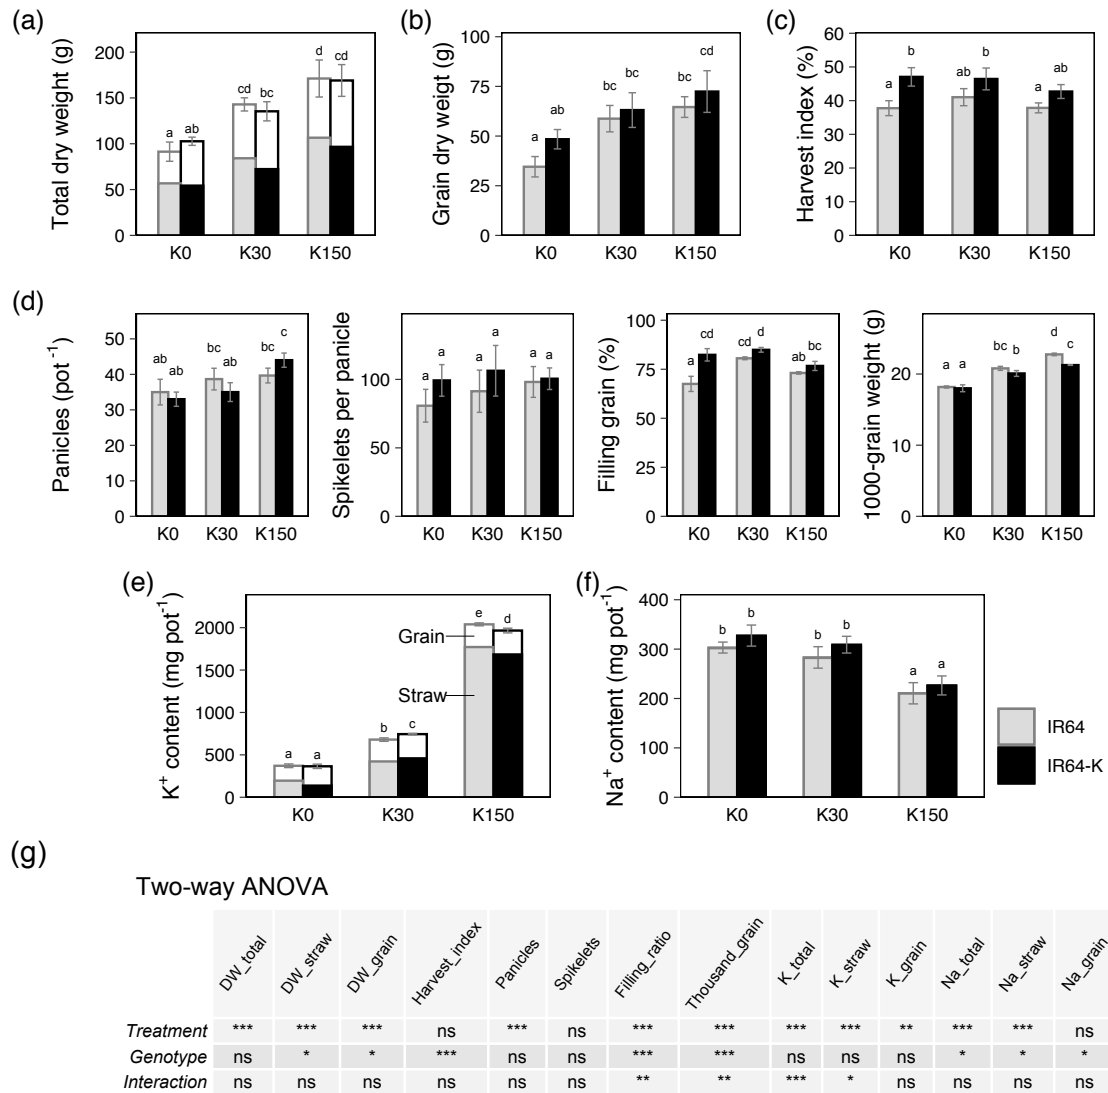 (a)
Total dry weight (g)
200
150
100
50
0
a
ab
cd
bc
d
cd
K0
K30
K150
(b)
Grain dry weigt (g)
100
75
50
25
0
a
ab
bc
bc
bc
cd
K0
K30
K150
(c)
Harvest index (%)
60
50
40
30
20
10
0
a
b
ab
b
a
ab
K0
K30
K150
(d)
Panicles (pot -1)
50
40
30
20
10
0
ab
ab
bc
ab
bc
c
K0
K30
K150
Spikelets per panicle
100
50
0
a
a
a
a
a
a
K0
K30
K150
Filling grain (%)
100
75
50
25
0
a
cd
cd
d
ab
bc
K0
K30
K150
1000-grain weight (g)
20
10
0
a
a
bc
b
d
c
K0
K30
K150
(e)
K+ content (mg pot-1)
2000
1500
1000
500
0
a
a
b
c
e
d
Grain
Straw
K0
K30
K150
(f)
Na+ content (mg pot-1)
400
300
200
100
0
b
b
b
b
a
a
K0
K30
K150
IR64
IR64-K
(g)
Two-way ANOVA
DW_total DW_straw DW_grain Harvest_index Panicles Spikelets Filling_ratio Thousand_grain K_total K_straw K_grain Na_total Na_straw Na_grain
Treatment *** *** *** ns *** ns *** *** *** *** ** *** *** ns
Genotype ns * * *** ns ns *** *** ns ns ns * * *
Interaction ns ns ns ns ns ns ** ** *** * ns ns ns ns